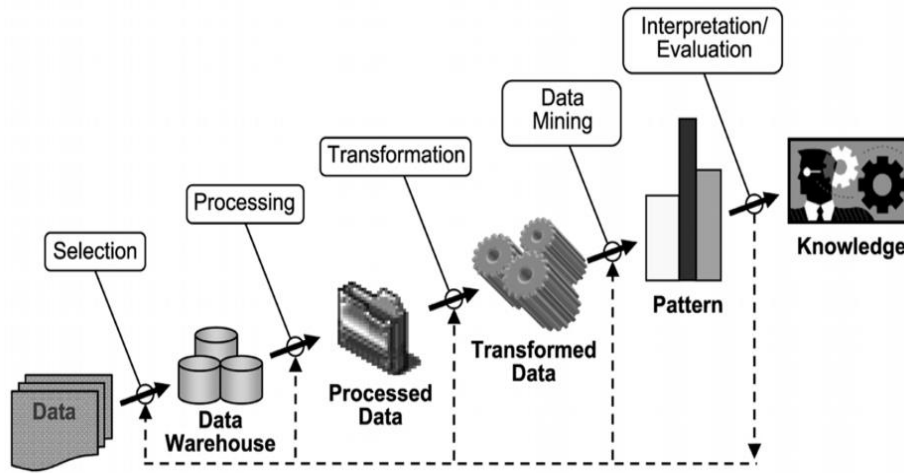 Interpretation/
Evaluation
Data
Mining
Transformation
Processing
Selection
Knowledge
Pattern
Transformed
Data
Processed
Data
Data
Warehouse
Data